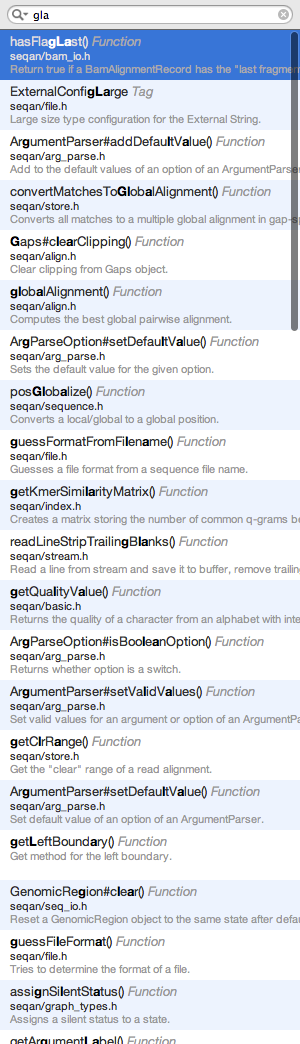 gla
hasFlagLast() Function
seqan/bam_io.h
Return true if a BamAlignmentRecord has the "last fragmen
ExternalConfigLarge Tag
seqan/file.h
Large size type configuration for the External String.
ArgumentParser#addDefaultValue() Function
seqan/arg_parse.h
Add to the default values of an option of an ArgumentParse
convertMatchesToGlobalAlignment() Function
seqan/store.h
Converts all matches to a multiple global alignment in gap-sp
Gaps#clearClipping() Function
seqan/align.h
Clear clipping from Gaps object.
globalAlignment() Function
seqan/align.h
Computes the best global pairwise alignment.
ArgParseOption#setDefaultValue() Function
seqan/arg_parse.h
Sets the default value for the given option.
posGlobalize() Function
seqan/sequence.h
Converts a local/global to a global position.
guessFormatFromFilename() Function
seqan/file.h
Guesses a file format from a sequence file name.
getKmerSimilarityMatrix() Function
seqan/index.h
Creates a matrix storing the number of common q-grams be
readLineStripTrailingBlanks() Function
seqan/stream.h
Read a line from stream and save it to buffer, remove trailin
getQualityValue() Function
seqan/basic.h
Returns the quality of a character from an alphabet with inte
ArgParseOption#isBooleanOption() Function
seqan/arg_parse.h
Returns whether option is a switch.
ArgumentParser#setValidValues() Function
seqan/arg_parse.h
Set valid values for an argument or option of an ArgumentPa
getClrRange() Function
seqan/store.h
Get the "clear" range of a read alignment.
ArgumentParser#setDefaultValue() Function
seqan/arg_parse.h
Set default value of an option of an ArgumentParser.
getLeftBoundary() Function
Get method for the left boundary.
GenomicRegion#clear() Function
seqan/seq_io.h
Reset a GenomicRegion object to the same state after defau
guessFileFormat() Function
seqan/file.h
Tries to determine the format of a file.
assignSilentStatus() Function
seqan/graph_types.h
Assigns a silent status to a state.
getArgumentLabel() Function